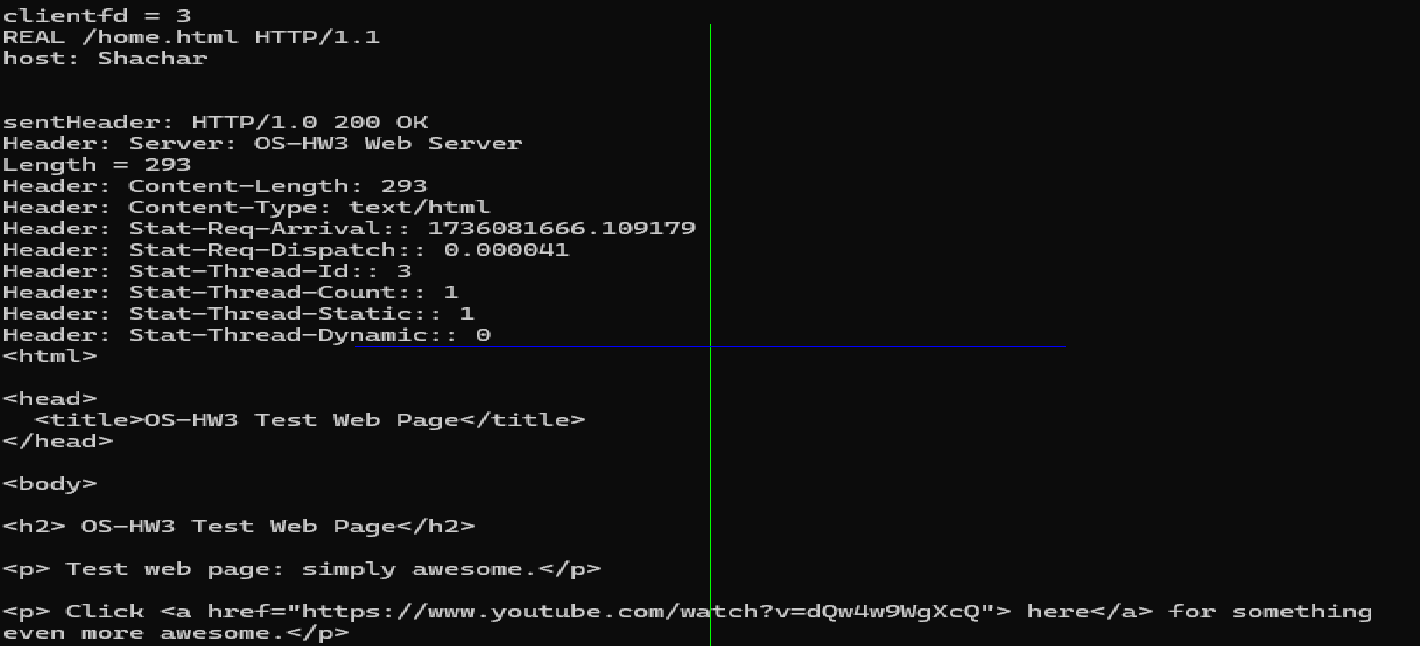 clientfd = 3
REAL /home.html HTTP/1.1
host: Shachar
sentHeader: HTTP/1.0 200 OK
Header: Server: OS-HW3 Web Server
Length = 293
Header: Content-Length: 293
Header: Content-Type: text/html
Header: Stat-Req-Arrival:: 1736081666.109179
Header: Stat-Req-Dispatch:: 0.000041
Header: Stat-Thread-Id:: 3
Header: Stat-Thread-Count:: 1
Header: Stat-Thread-Static:: 1
Header: Stat-Thread-Dynamic:: 0
<html>
<head>
  <title>OS-HW3 Test Web Page</title>
</head>
<body>
<h2> OS-HW3 Test Web Page</h2>
<p> Test web page: simply awesome.</p>
<p> Click <a href="https://www.youtube.com/watch?v=dQw4w9WgXcQ"> here</a> for something
even more awesome.</p>